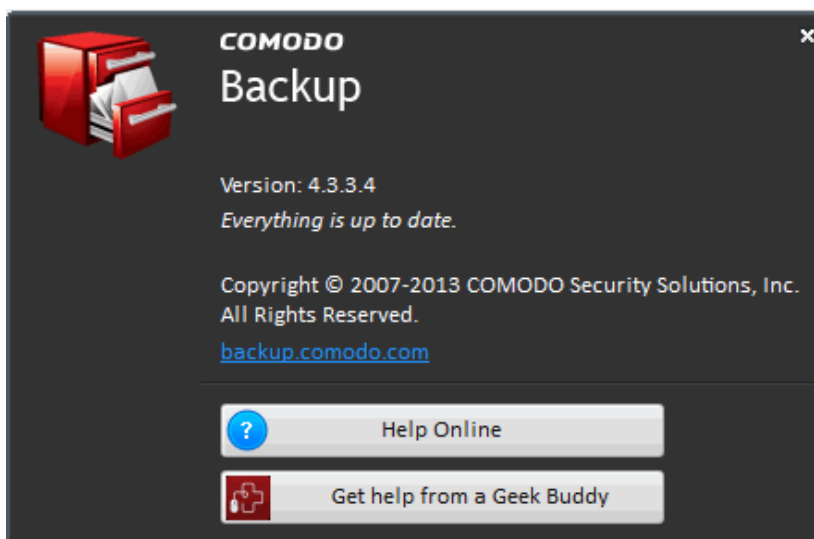 COMODO
Backup
Version: 4.3.3.4
Everything is up to date.
Copyright © 2007-2013 COMODO Security Solutions, Inc.
All Rights Reserved.
backup.comodo.com
? Help Online
Get help from a Geek Buddy